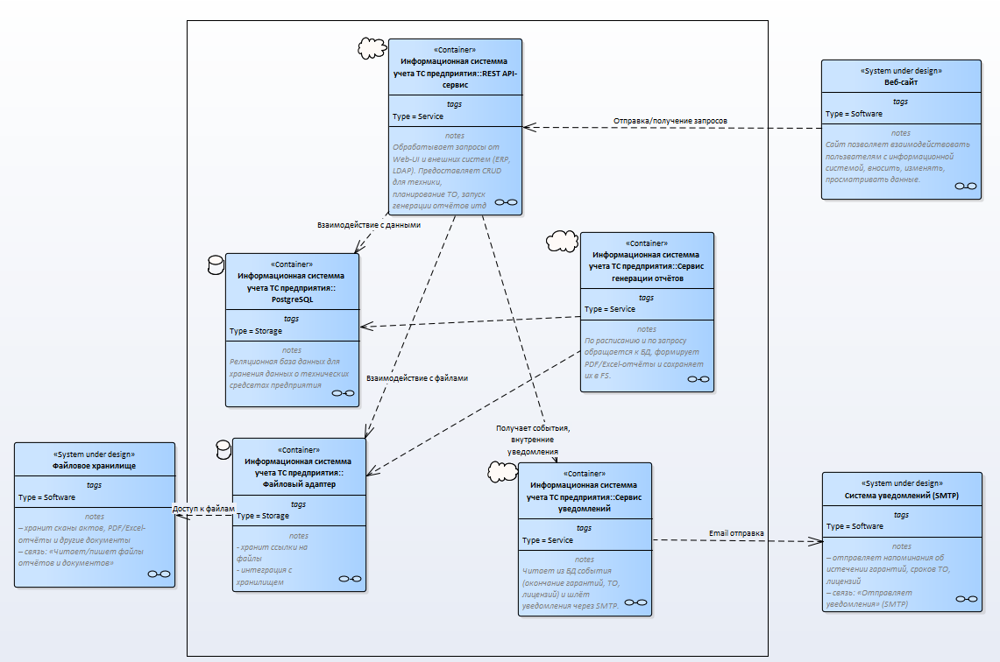 «Container»
Информационная системма
учета ТС предприятия::REST API-
сервис
tags
Type = Service
notes
Обрабатывает запросы от
Web-UI и внешних систем (ERP,
LDAP). Предоставляет CRUD
для техники,
планирование ТО, запуск
генерации отчётов итд
«System under design»
Веб-сайт
tags
Type = Software
notes
Сайт позволяет взаимодействовать
пользвателям с информационной
системой, вносить, изменять,
просматривать данные.
Отправка/получение запросов
Взаимодействие с данными
«Container»
Информационная системма
учета ТС предприятия::
PostgreSQL
tags
Type = Storage
notes
Реляционная база данных для
хранения данных о технических
средсвтах предприятия
«Container»
Информационная системма
учета ТС предприятия::Сервис
генерации отчётов
tags
Type = Service
notes
По расписанию и по запросу
обращается к БД, формирует
PDF/Excel-отчёты и сохраняет
их в FS.
Взаимодействие с файлами
Получает событыия,
внутренние
уведомления
«System under design»
Файловое хранилище
tags
Type = Software
notes
– хранит сканы актов, PDF/Excel-
отчёты и другие документы
– связь: «Читает/пишет файлы
отчётов и документов»
Доступ к файлам
«Container»
Информационная системма
учета ТС предприятия::
Файловый адаптер
tags
Type = Storage
notes
- хранит ссылки на
файлы
- интеграция с
хранилищем
«Container»
Информационная системма
учета ТС предприятия::Сервис
уведомлений
tags
Type = Service
notes
Читает из БД события
(окончание гарантий, ТО,
лицензий) и шлёт
уведомления через SMTP.
Email отправка
«System under design»
Система уведомлений (SMTP)
tags
Type = Software
notes
– отправляет напоминания об
истечении гарантий, сроков ТО,
лицензий
– связь: «Отправляет
уведомления» (SMTP)